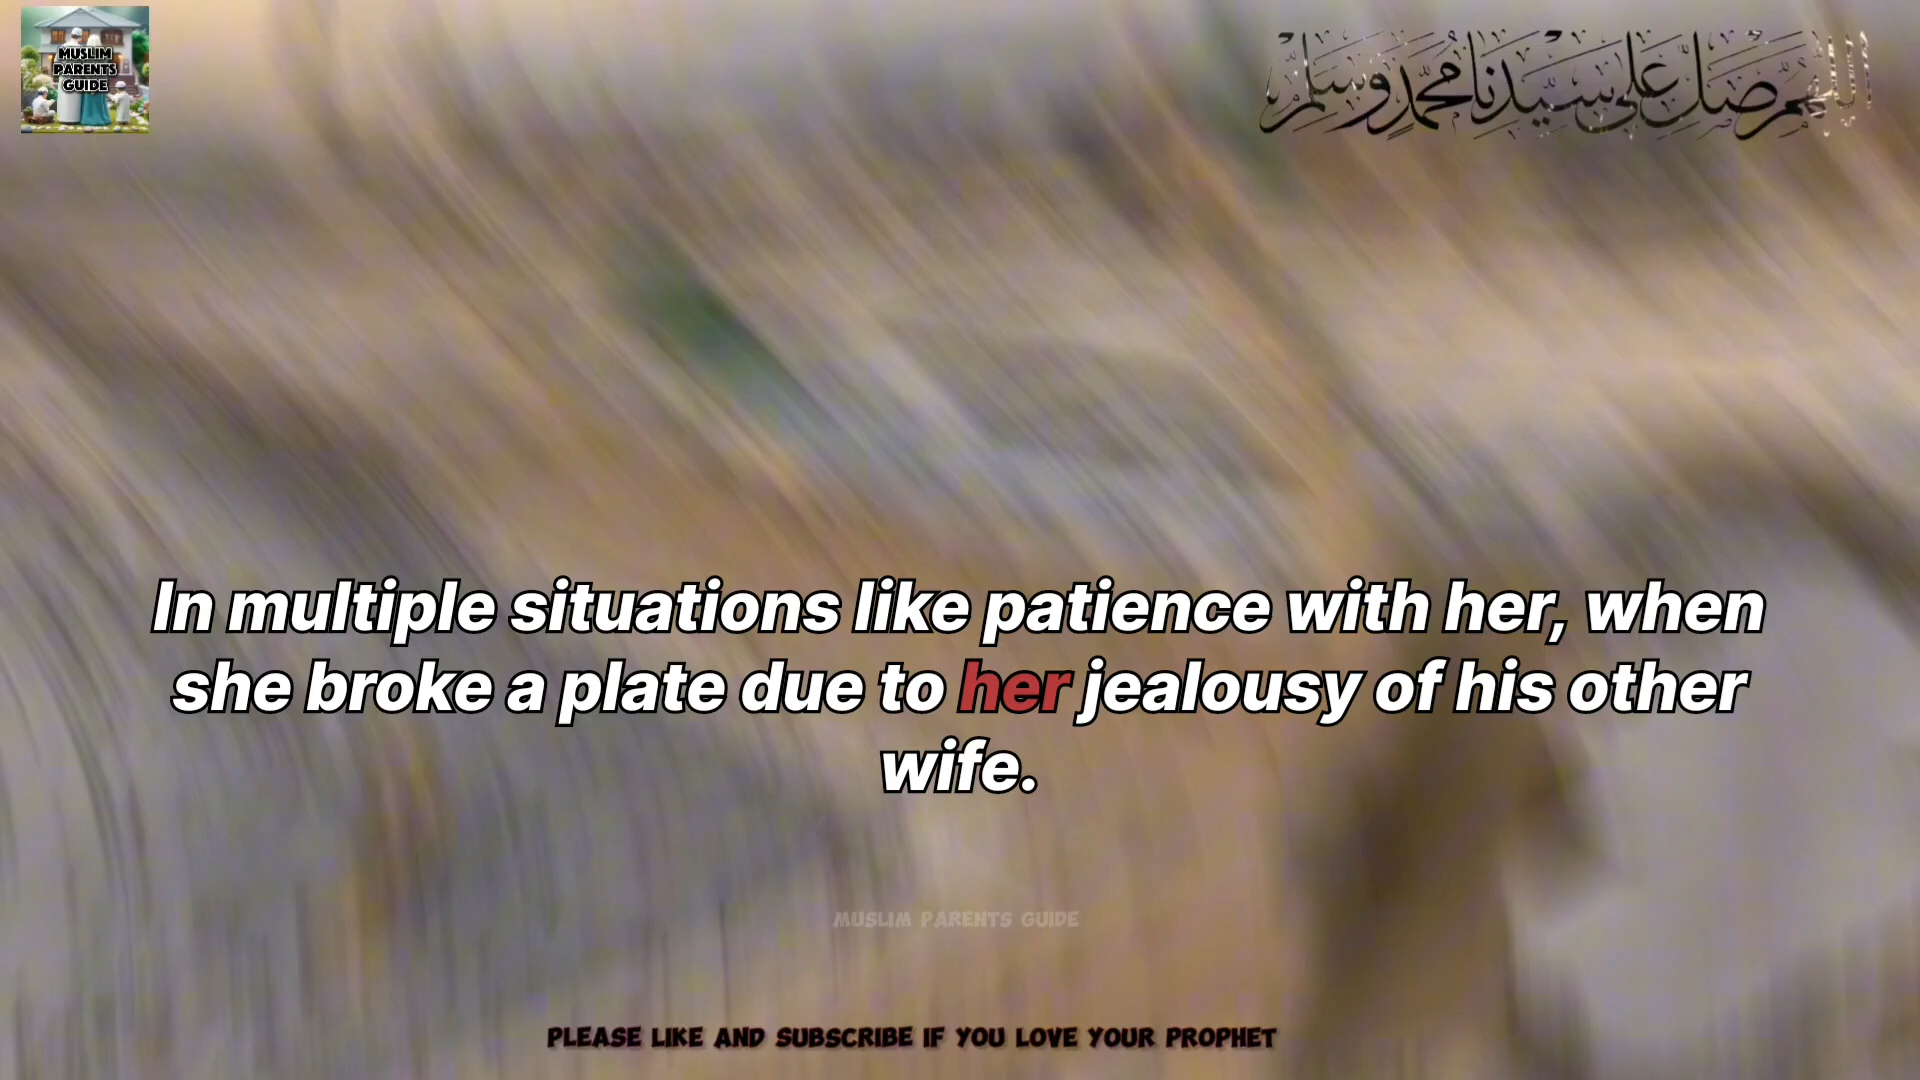 MUSLIM
PARENTS
GUIDE
اللهم صل على سيدنا محمد وسلم
In multiple situations like patience with her, when
she broke a plate due to her jealousy of his other
wife.
MUSLIM PARENTS GUIDE
PLEASE LIKE AND SUBSCRIBE IF YOU LOVE YOUR PROPHET